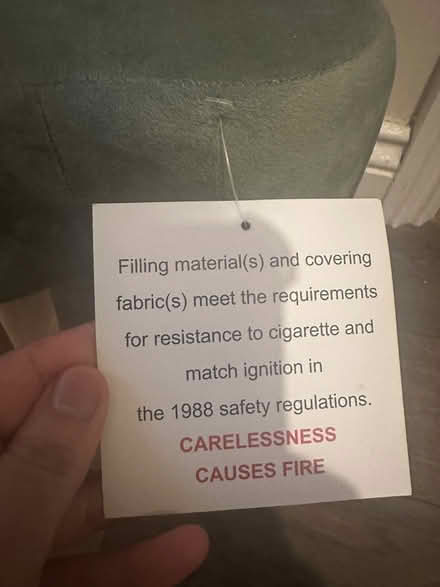 Filling material(s) and covering
fabric(s) meet the requirements
for resistance to cigarette and
match ignition in
the 1988 safety regulations.
CARELESSNESS
CAUSES FIRE